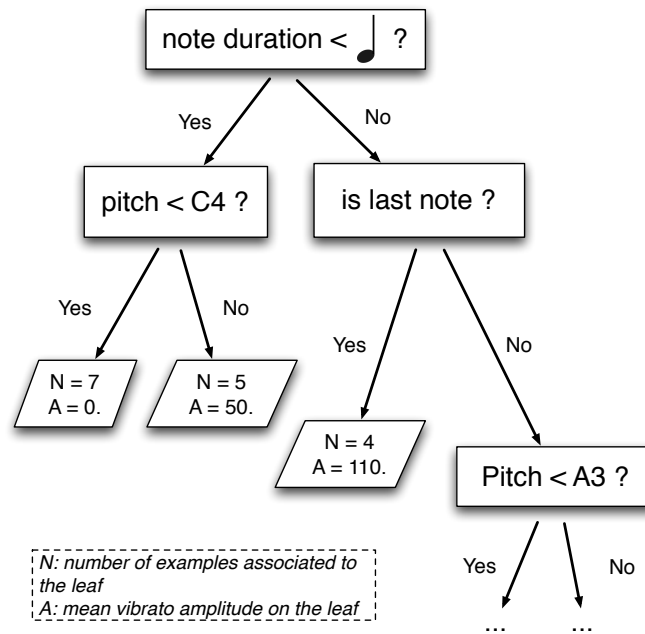 note duration < ♩ ?
Yes
No
pitch < C4 ?
is last note ?
Yes
No
Yes
No
N = 7
A = 0.
N = 5
A = 50.
N = 4
A = 110.
Pitch < A3 ?
Yes
No
...
...
N: number of examples associated to
the leaf
A: mean vibrato amplitude on the leaf